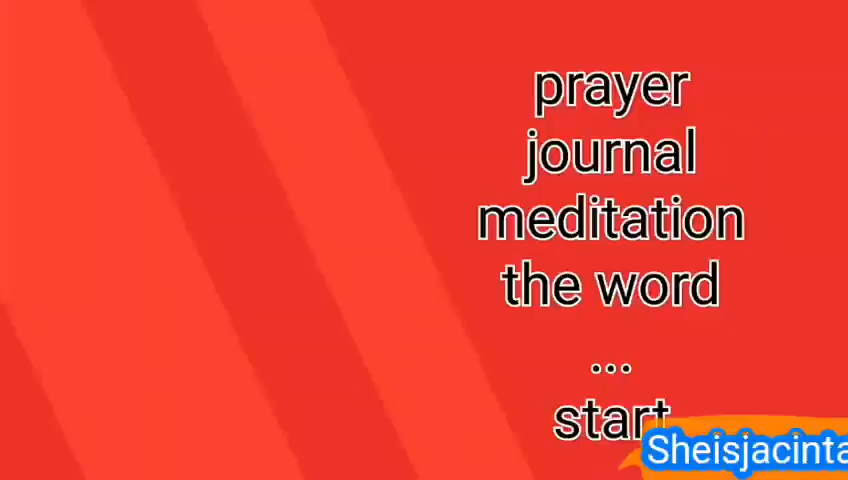 prayer
journal
meditation
the word
...
start
Sheisjacinta